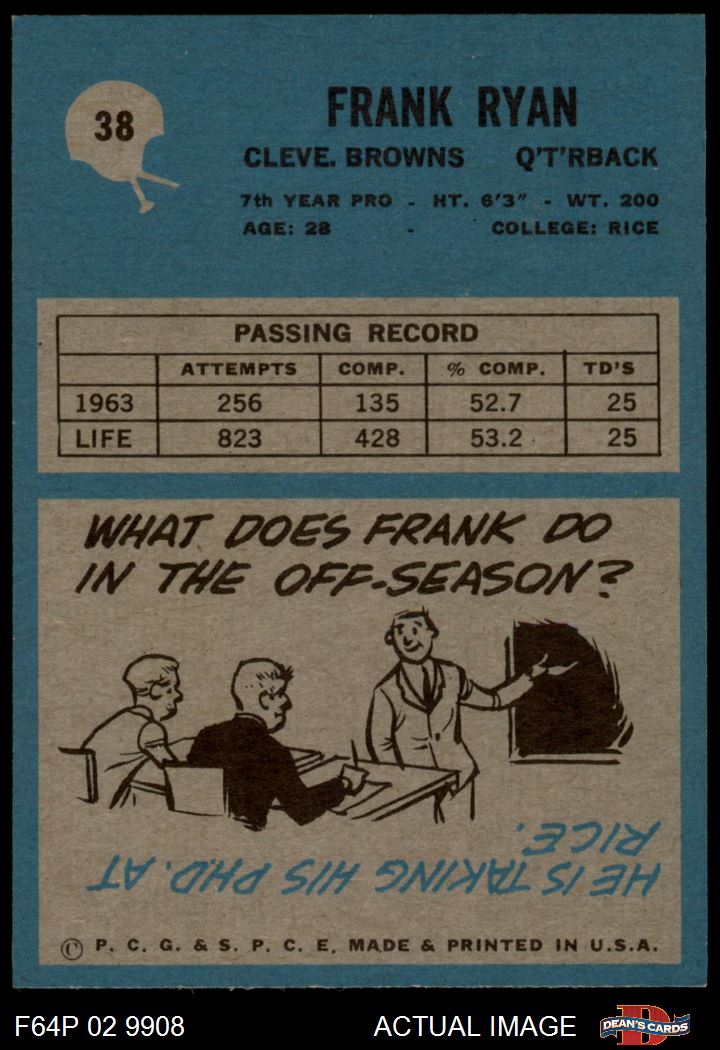 38
FRANK RYAN
CLEVE. BROWNS Q'T'RBACK
7th YEAR PRO - HT. 6'3" - WT. 200
AGE: 28 - COLLEGE: RICE
PASSING RECORD
ATTEMPTS COMP. % COMP. TD'S
1963 256 135 52.7 25
LIFE 823 428 53.2 25
WHAT DOES FRANK DO
IN THE OFF-SEASON?
HE IS TAKING HIS PH.D. AT
RICE.
© P. C. G. & S. P. C. E. MADE & PRINTED IN U.S.A.
F64P 02 9908 ACTUAL IMAGE DEAN'S CARDS